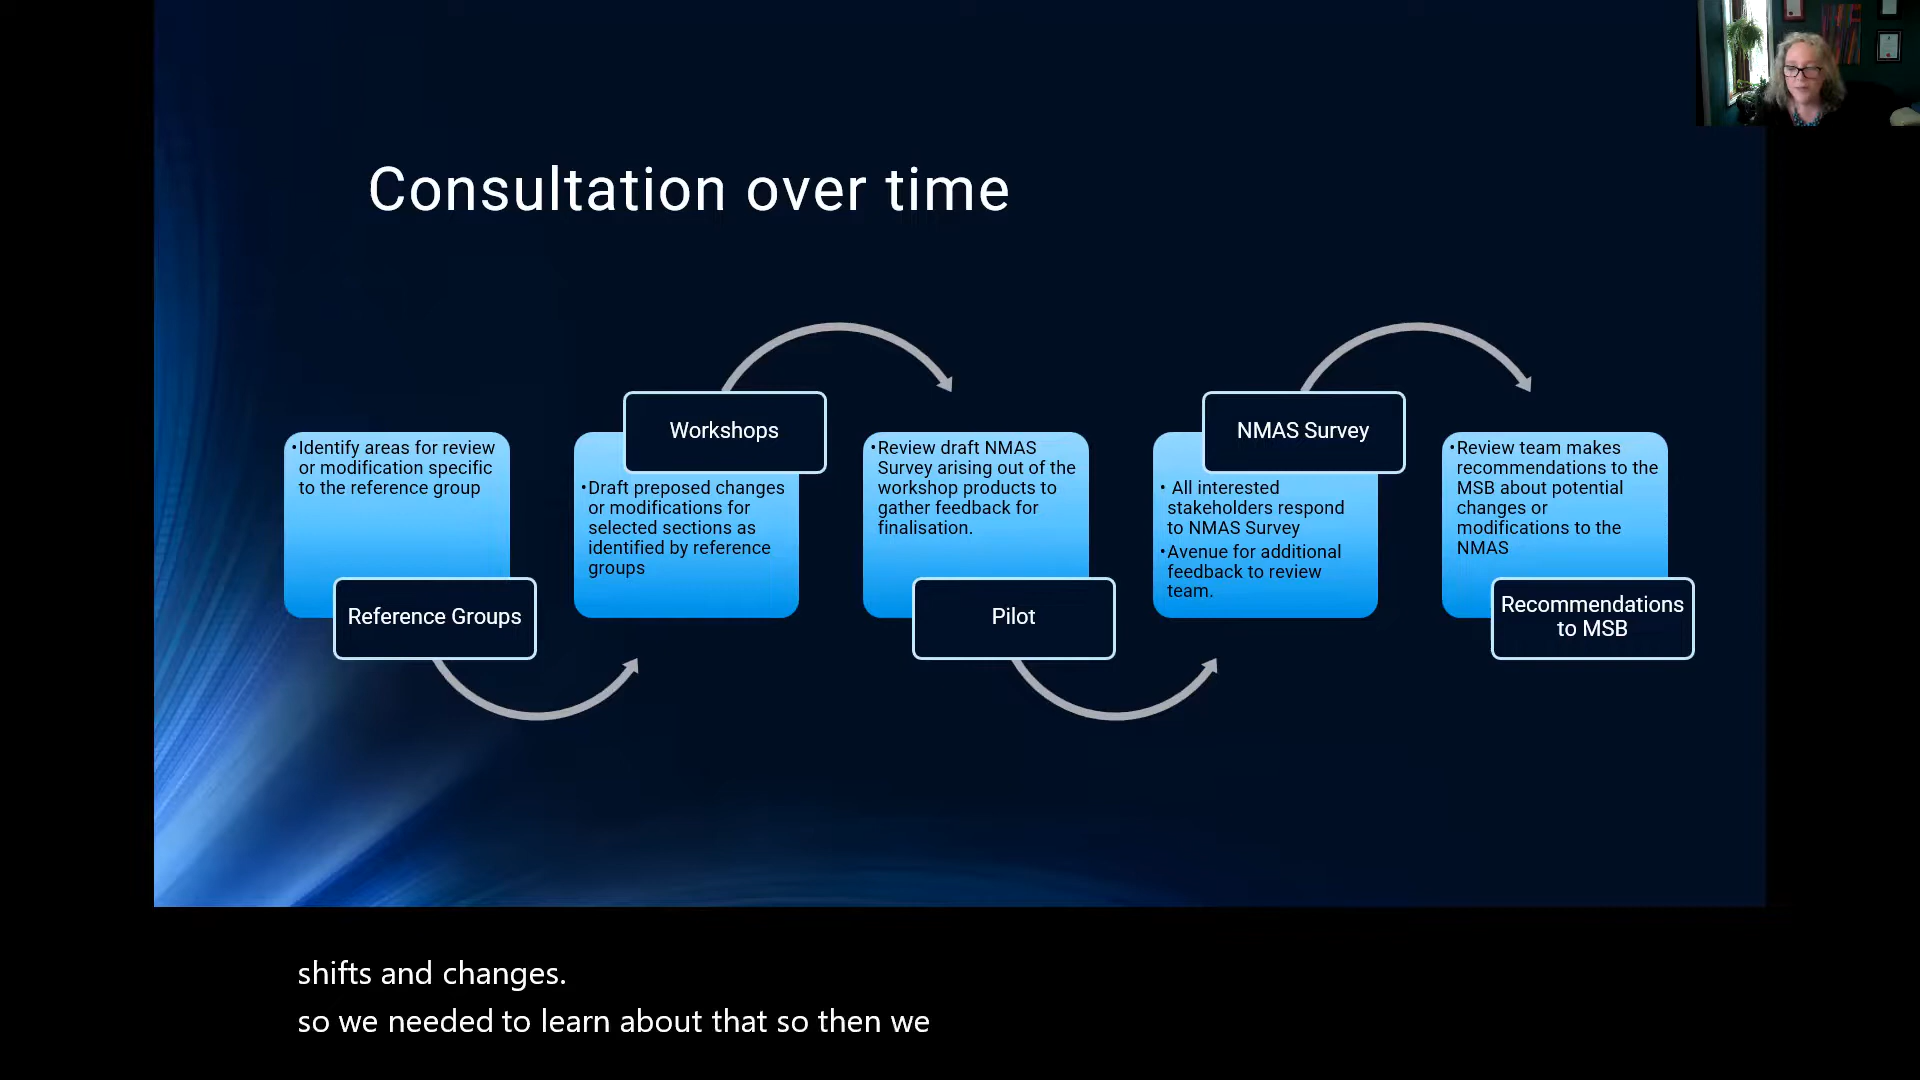 Consultation over time
•Identify areas for review
or modification specific
to the reference group
Reference Groups
Workshops
•Draft preposed changes
or modifications for
selected sections as
identified by reference
groups
•Review draft NMAS
Survey arising out of the
workshop products to
gather feedback for
finalisation.
Pilot
NMAS Survey
• All interested
stakeholders respond
to NMAS Survey
•Avenue for additional
feedback to review
team.
•Review team makes
recommendations to the
MSB about potential
changes or
modifications to the
NMAS
Recommendations
to MSB
shifts and changes.
so we needed to learn about that so then we